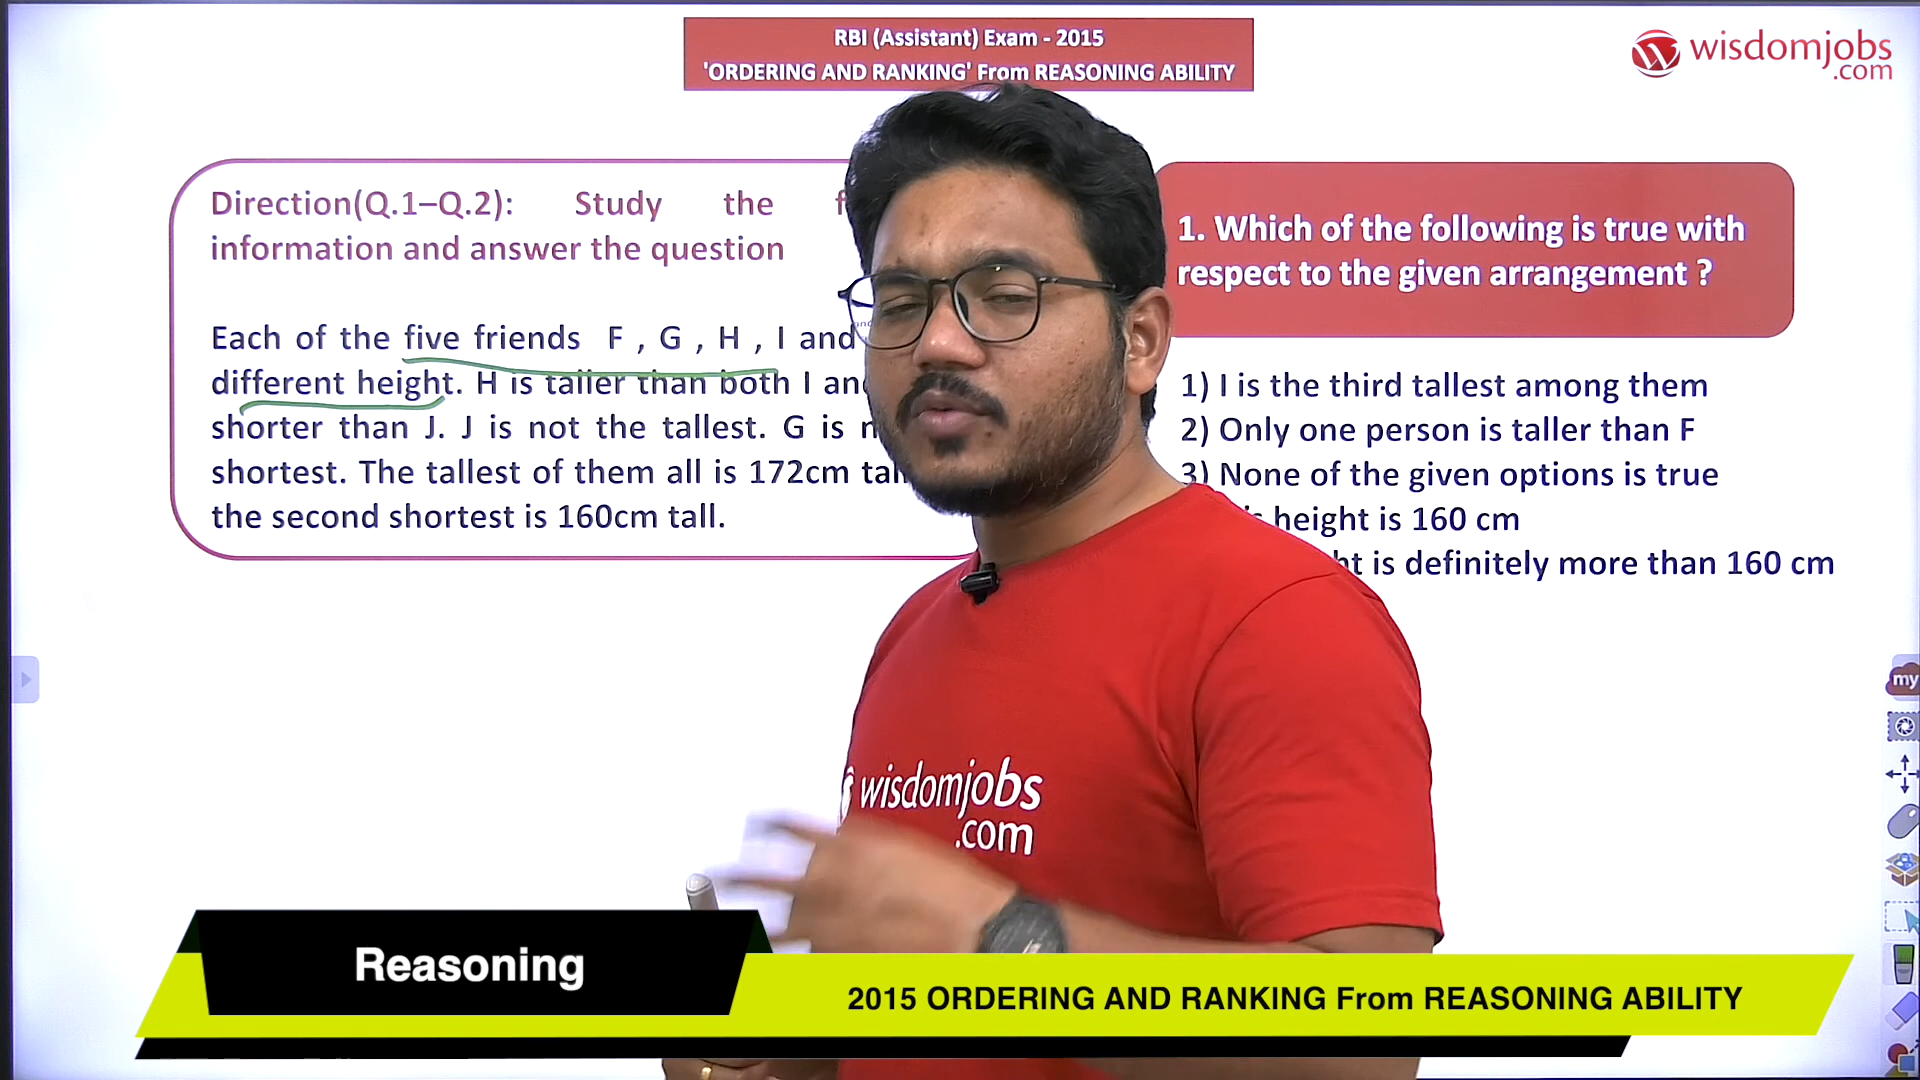 RBI (Assistant) Exam - 2015
'ORDERING AND RANKING' From REASONING ABILITY
wisdomjobs
.com
Direction(Q.1–Q.2): Study the
information and answer the question
Each of the five friends F , G , H , I and
different height. H is taller than both I
shorter than J. J is not the tallest. G is
shortest. The tallest of them all is 172cm
the second shortest is 160cm tall.
1. Which of the following is true with
respect to the given arrangement ?
1) I is the third tallest among them
2) Only one person is taller than F
3) None of the given options is true
height is 160 cm
is definitely more than 160 cm
my
wisdomjobs
.com
Reasoning
2015 ORDERING AND RANKING From REASONING ABILITY